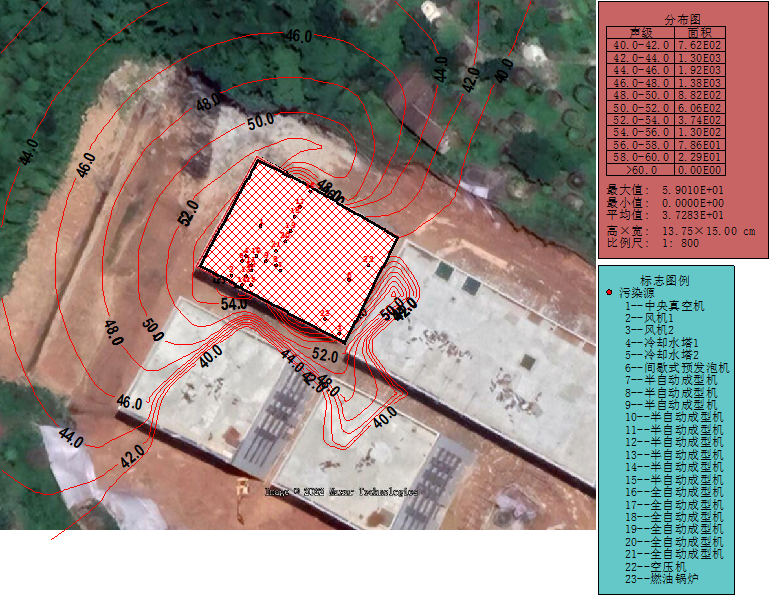 46.0
44.0
42.0
40.0
48.0
50.0
44.0
46.0
48.0
52.0
54.0
50.0
52.0
48.0
50.0
40.0
44.0
42.0
48.0
46.0
40.0
44.0
42.0
Image © 2022 Maxar Technologies
分布图
声级 面积
40.0-42.0 7.62E02
42.0-44.0 1.30E03
44.0-46.0 1.92E03
46.0-48.0 1.38E03
48.0-50.0 8.82E02
50.0-52.0 6.06E02
52.0-54.0 3.74E02
54.0-56.0 1.30E02
56.0-58.0 7.86E01
58.0-60.0 2.29E01
>60.0 0.00E00
最大值: 5.9010E+01
最小值: 0.0000E+00
平均值: 3.7283E+01
高×宽: 13.75×15.00 cm
比例尺: 1: 800
标志图例
污染源
1--中央真空机
2--风机1
3--风机2
4--冷却水塔1
5--冷却水塔2
6--间歇式预发泡机
7--半自动成型机
8--半自动成型机
9--半自动成型机
10--半自动成型机
11--半自动成型机
12--半自动成型机
13--半自动成型机
14--半自动成型机
15--半自动成型机
16--全自动成型机
17--全自动成型机
18--全自动成型机
19--全自动成型机
20--全自动成型机
21--全自动成型机
22--空压机
23--燃油锅炉